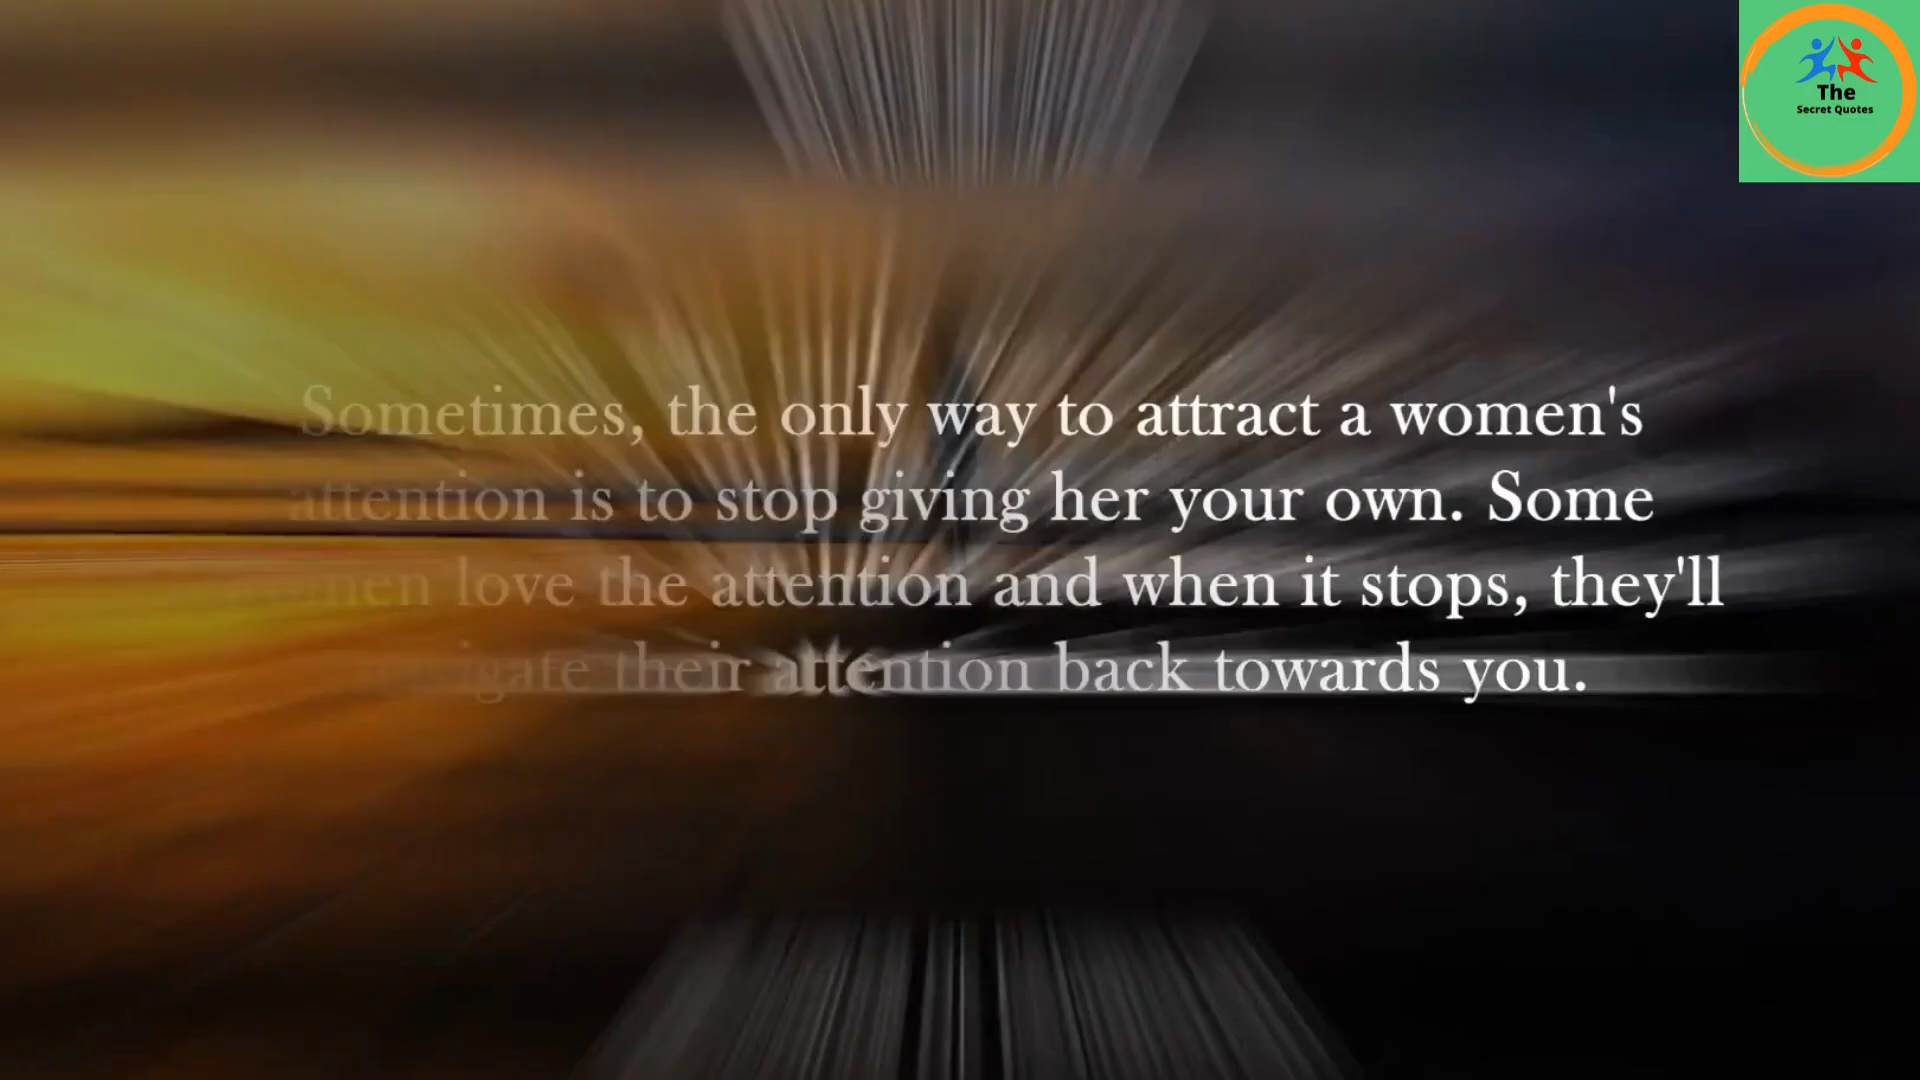 The
Secret Quotes
Sometimes, the only way to attract a women's
attention is to stop giving her your own. Some
love the attention and when it stops, they'll
their attention back towards you.